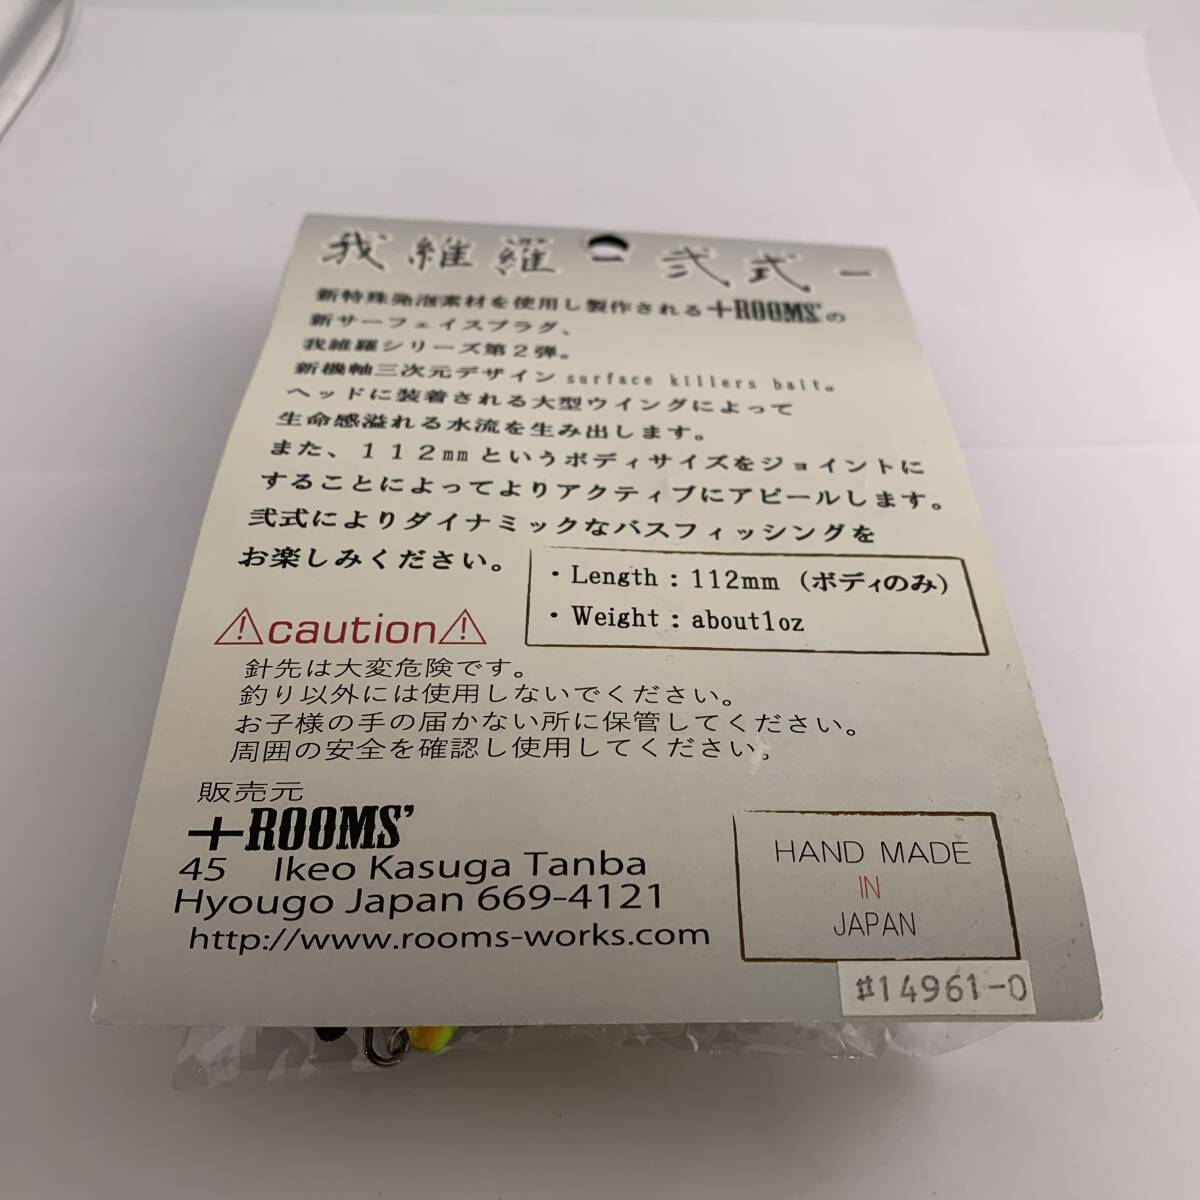 我維羅 - 弐式 -
新特殊発泡素材を使用し製作される+ROOMS'の
新サーフェイスプラグ、
我維羅シリーズ第2弾。
新機軸三次元デザイン surface killers bait。
ヘッドに装着される大型ウイングによって
生命感溢れる水流を生み出します。
また、112mmというボディサイズをジョイントに
することによってよりアクティブにアピールします。
弐式によりダイナミックなバスフィッシングを
お楽しみください。
・Length : 112mm (ボディのみ)
・Weight : about1oz
⚠caution⚠
針先は大変危険です。
釣り以外には使用しないでください。
お子様の手の届かない所に保管してください。
周囲の安全を確認し使用してください。
販売元
+ROOMS'
45 Ikeo Kasuga Tanba
Hyougo Japan 669-4121
http://www.rooms-works.com
HAND MADE
IN
JAPAN
#14961-0